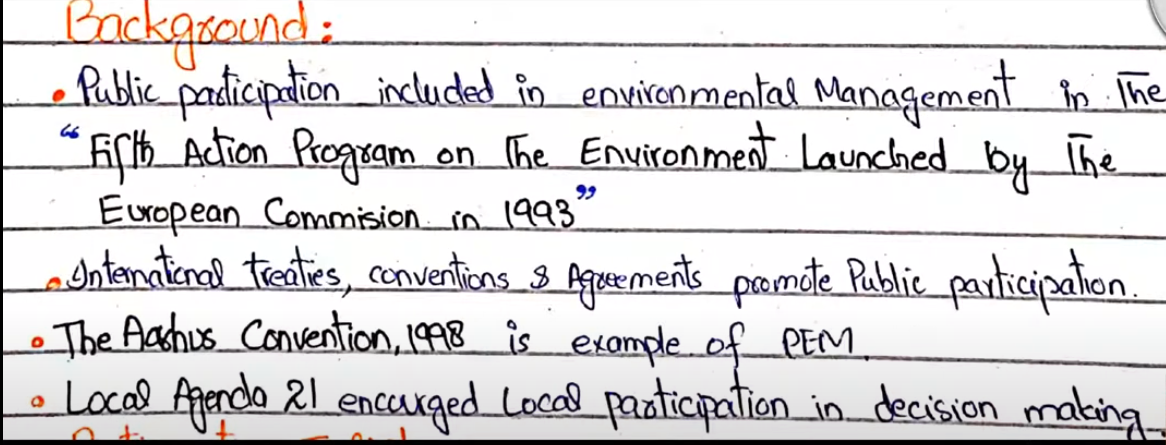 Background:
• Public participation included in environmental Management in The
“Fifth Action Program on The Environment Launched by The
European Commision in 1993”
• International treaties, conventions & Agreements promote Public participation.
• The Aarhus Convention, 1998 is example of PEM.
• Local Agenda 21 encourged Local participation in decision making